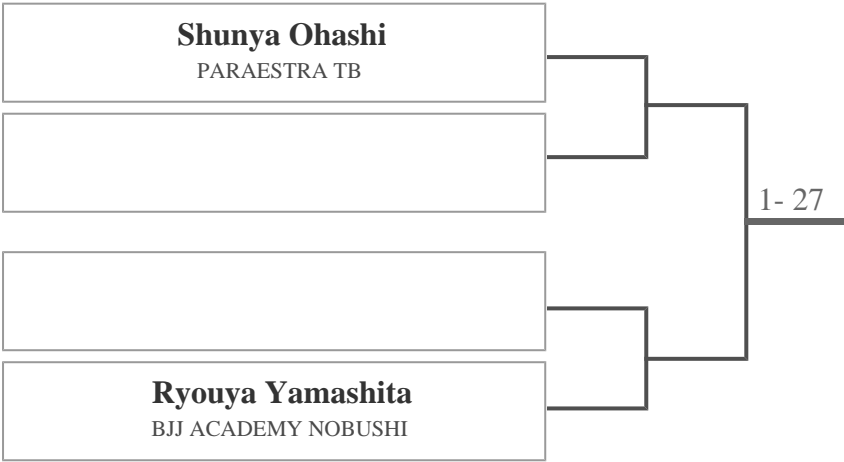 Shunya Ohashi
PARAESTRA TB
1- 27
Ryouya Yamashita
BJJ ACADEMY NOBUSHI